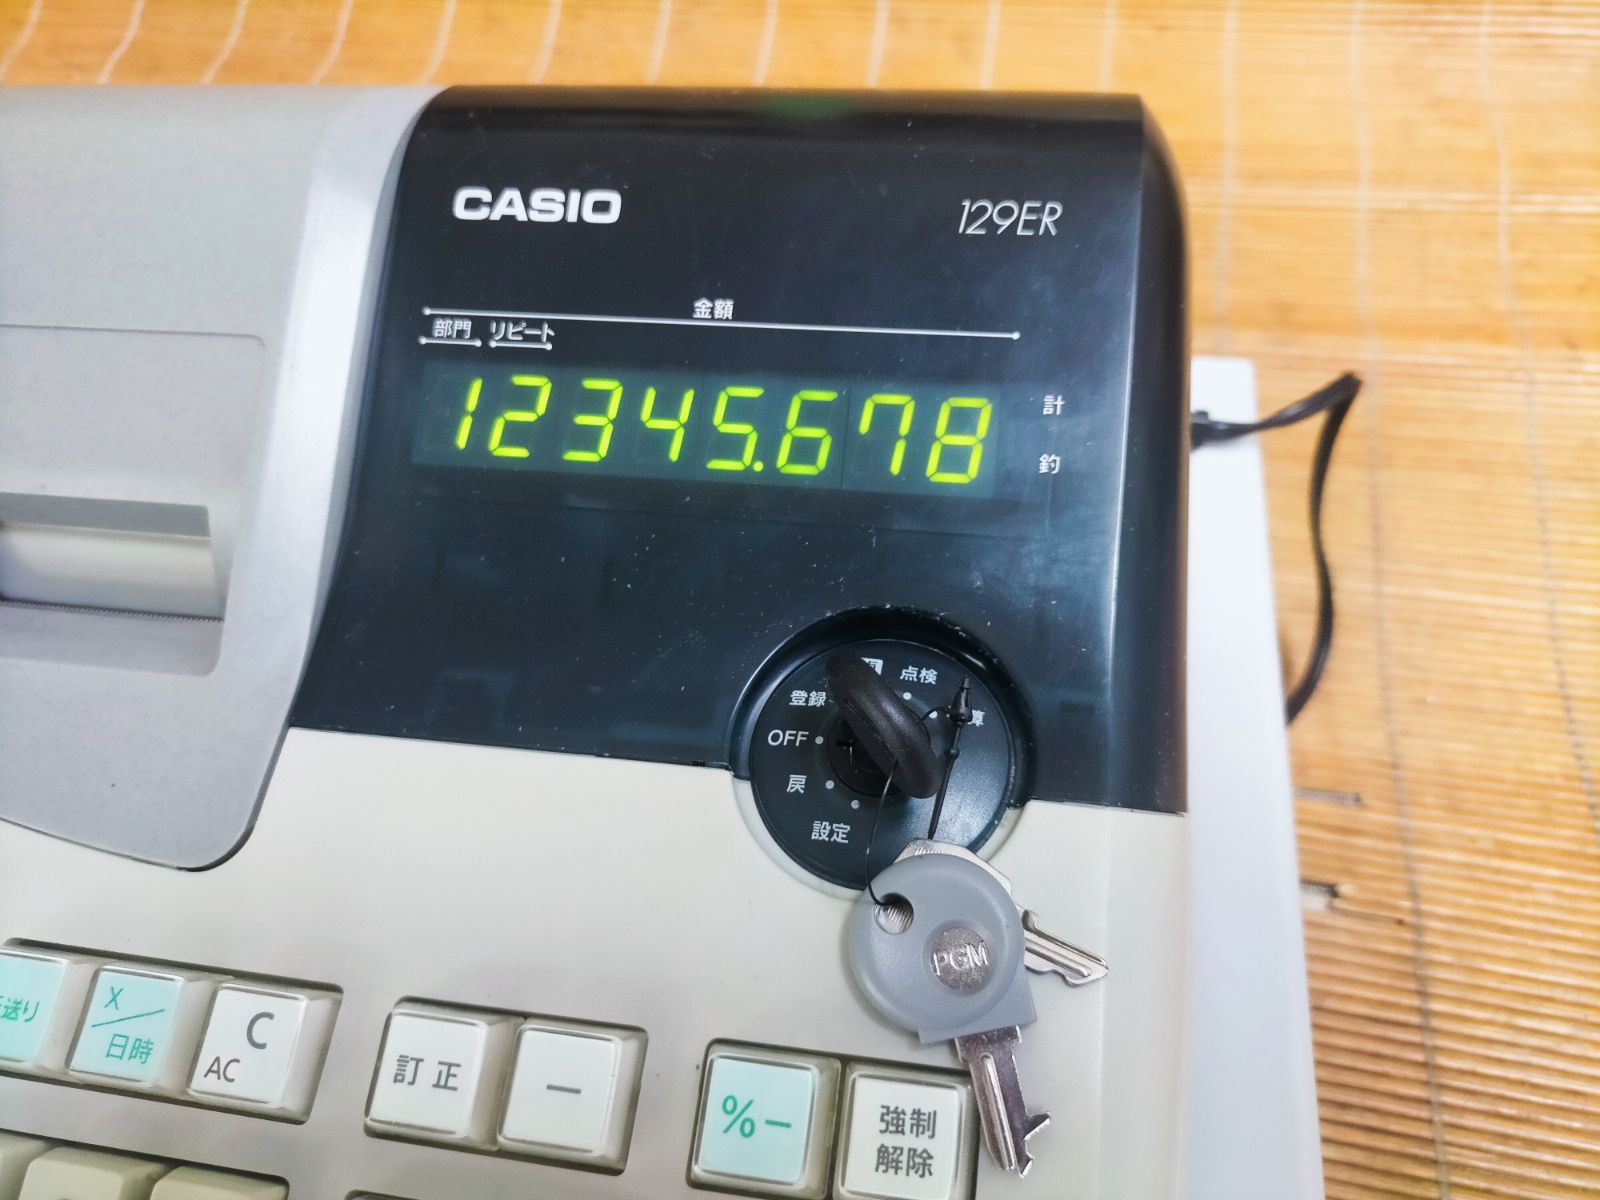 CASIO
129ER
金額
部門 リピート
12345.678
計
釣
点検
登録
OFF
戻
設定
PGM
送り
X
日時
C
AC
訂正
－
%－
強制
解除